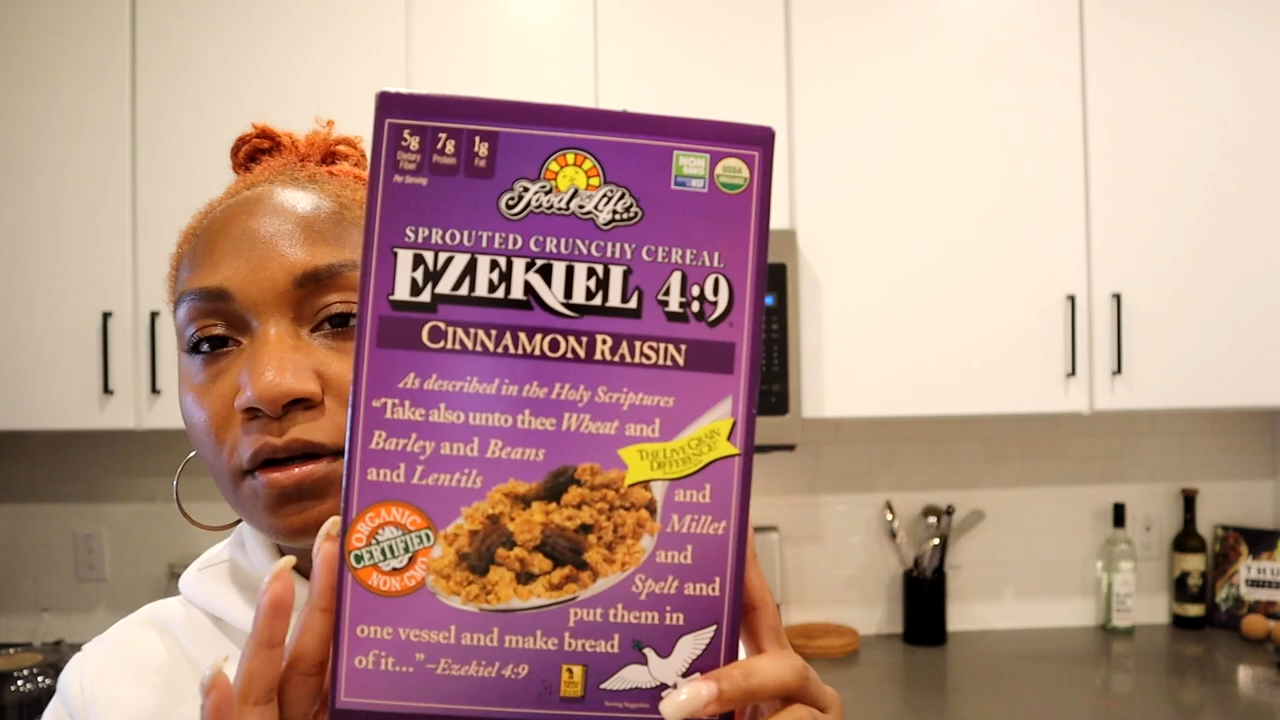 5g 7g 1g
Dietary Fiber Protein Fat
Per Serving
NON GMO
USDA ORGANIC
Food for Life
SPROUTED CRUNCHY CEREAL
EZEKIEL 4:9
CINNAMON RAISIN
As described in the Holy Scriptures
“Take also unto thee Wheat and
Barley and Beans
and Lentils
THE LIVE GRAIN
DIFFERENCE!
and
Millet
and
Spelt and
put them in
one vessel and make bread
of it...” –Ezekiel 4:9
ORGANIC
CERTIFIED
NON-GMO
Serving Suggestion
THU